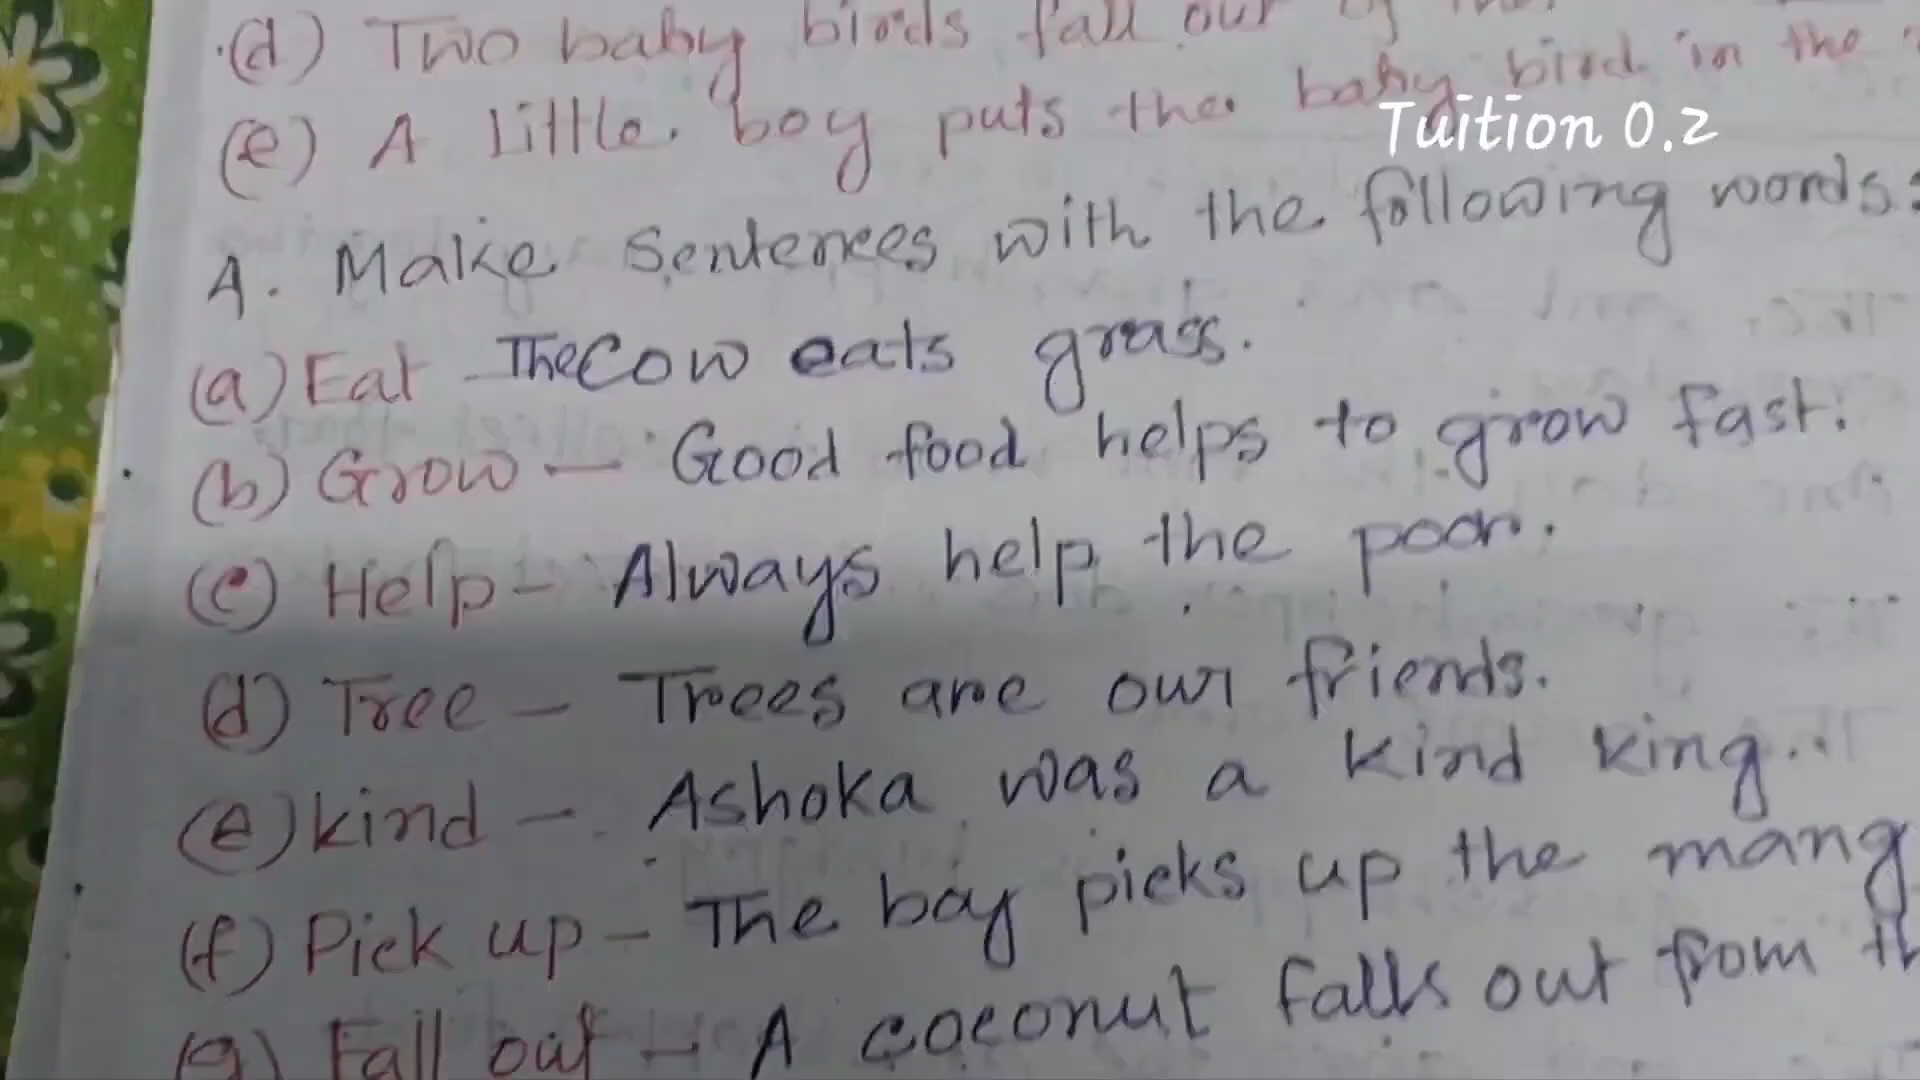 (d) Two baby birds fall out of the
(e) A little boy puts the baby bird in the
Tuition 0.2
A. Make Sentences with the following words:
(a) Eat The Cow eats grass.
(b) Grow — Good food helps to grow fast.
(c) Help - Always help the poor.
(d) Tree - Trees are our friends.
(e) kind - Ashoka was a kind king.
(f) Pick up - The boy picks up the mang
(g) Fall out - A coconut falls out from th